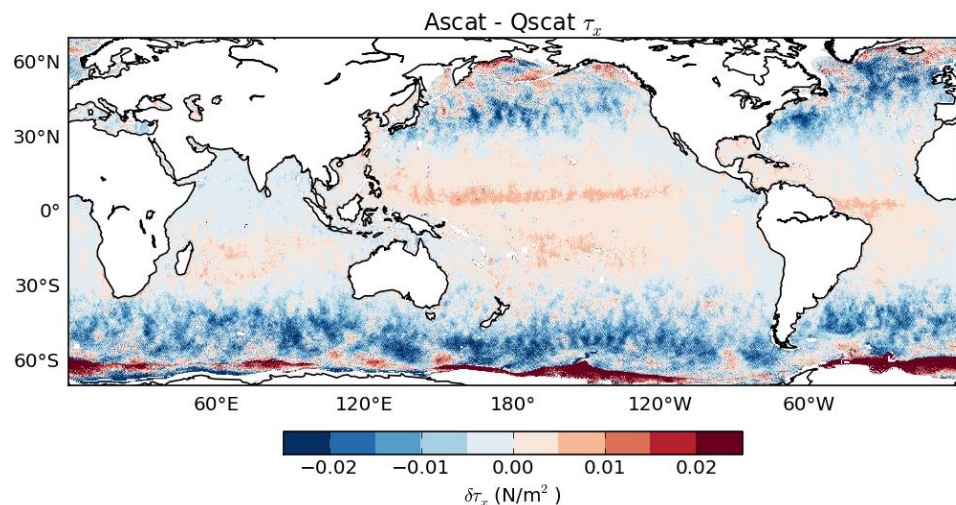 Ascat - Qscat τₓ
60°N
30°N
0°
30°S
60°S
60°E 120°E 180° 120°W 60°W
−0.02 −0.01 0.00 0.01 0.02
δτₓ (N/m² )